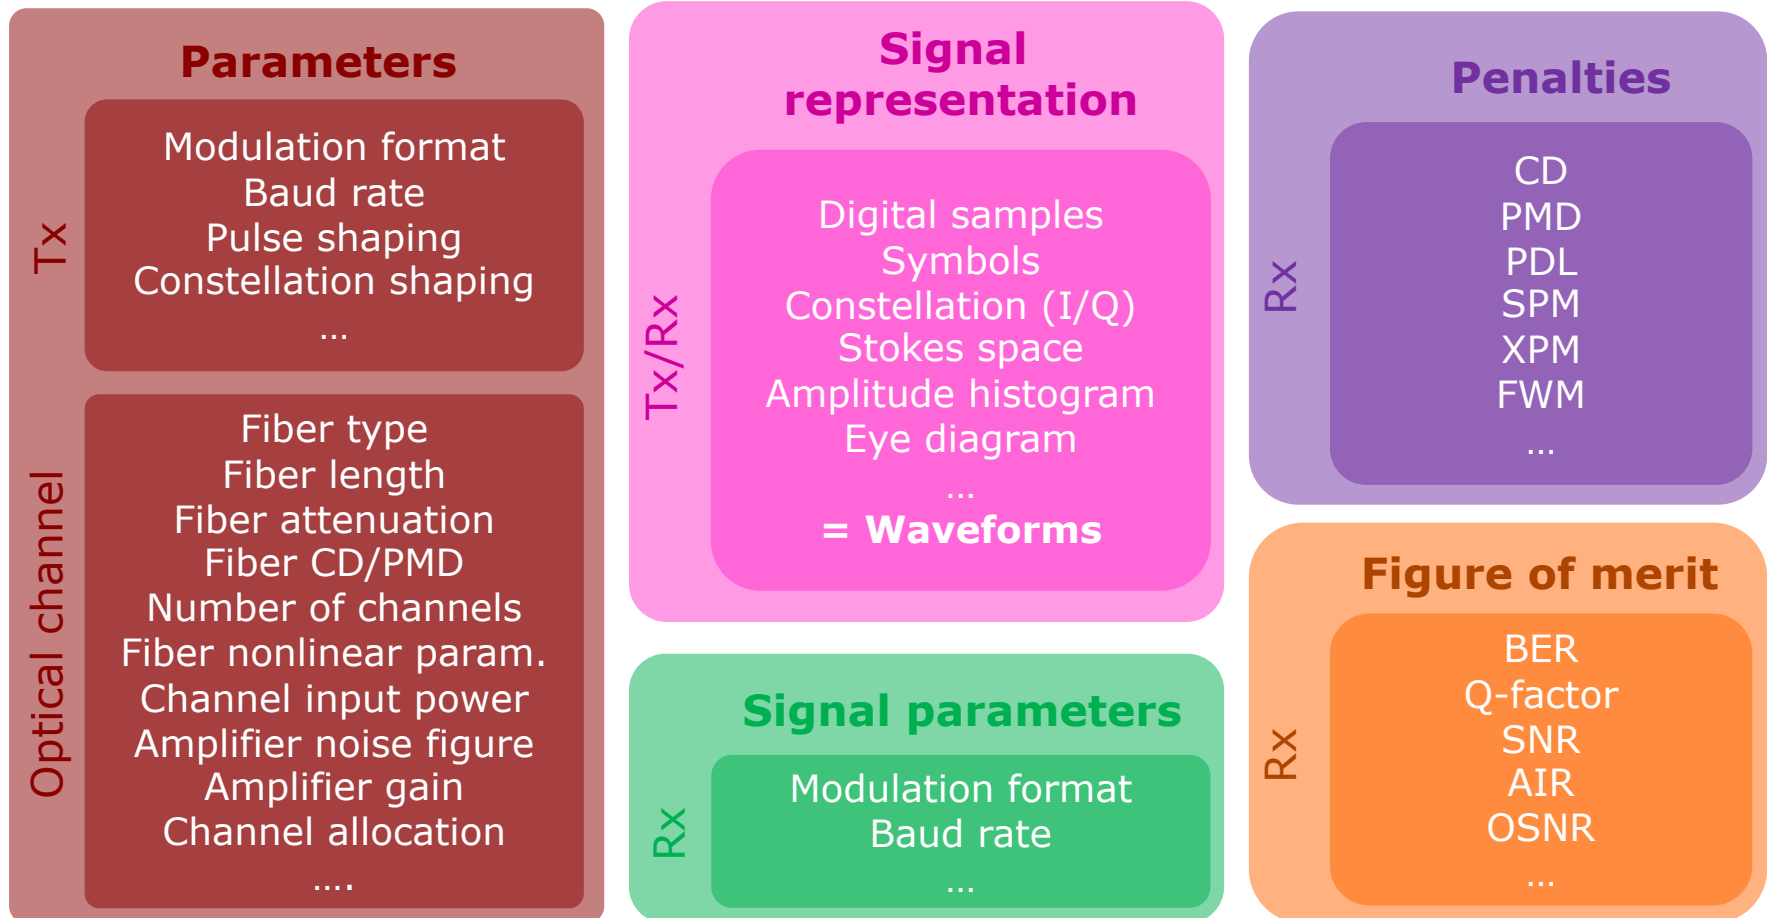 Parameters
Tx
Modulation format
Baud rate
Pulse shaping
Constellation shaping
...
Optical channel
Fiber type
Fiber length
Fiber attenuation
Fiber CD/PMD
Number of channels
Fiber nonlinear param.
Channel input power
Amplifier noise figure
Amplifier gain
Channel allocation
....
Signal
representation
Tx/Rx
Digital samples
Symbols
Constellation (I/Q)
Stokes space
Amplitude histogram
Eye diagram
...
= Waveforms
Signal parameters
Rx
Modulation format
Baud rate
...
Penalties
Rx
CD
PMD
PDL
SPM
XPM
FWM
...
Figure of merit
Rx
BER
Q-factor
SNR
AIR
OSNR
...